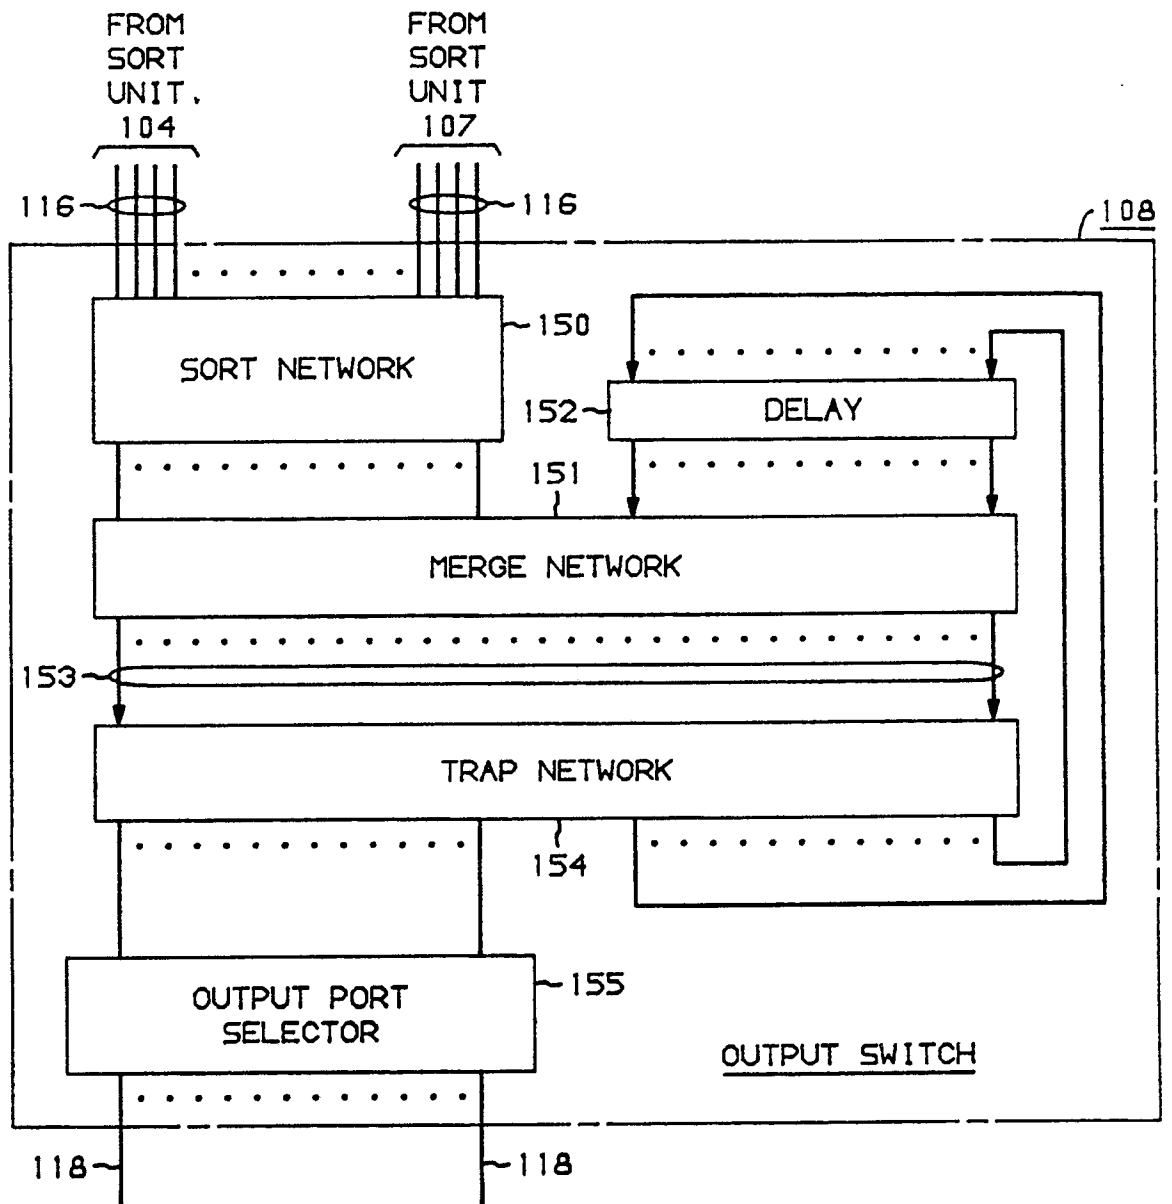 FROM
SORT
UNIT.
104
FROM
SORT
UNIT
107
116
116
108
150
SORT NETWORK
152
DELAY
151
MERGE NETWORK
153
TRAP NETWORK
154
155
OUTPUT PORT
SELECTOR
OUTPUT SWITCH
118
118